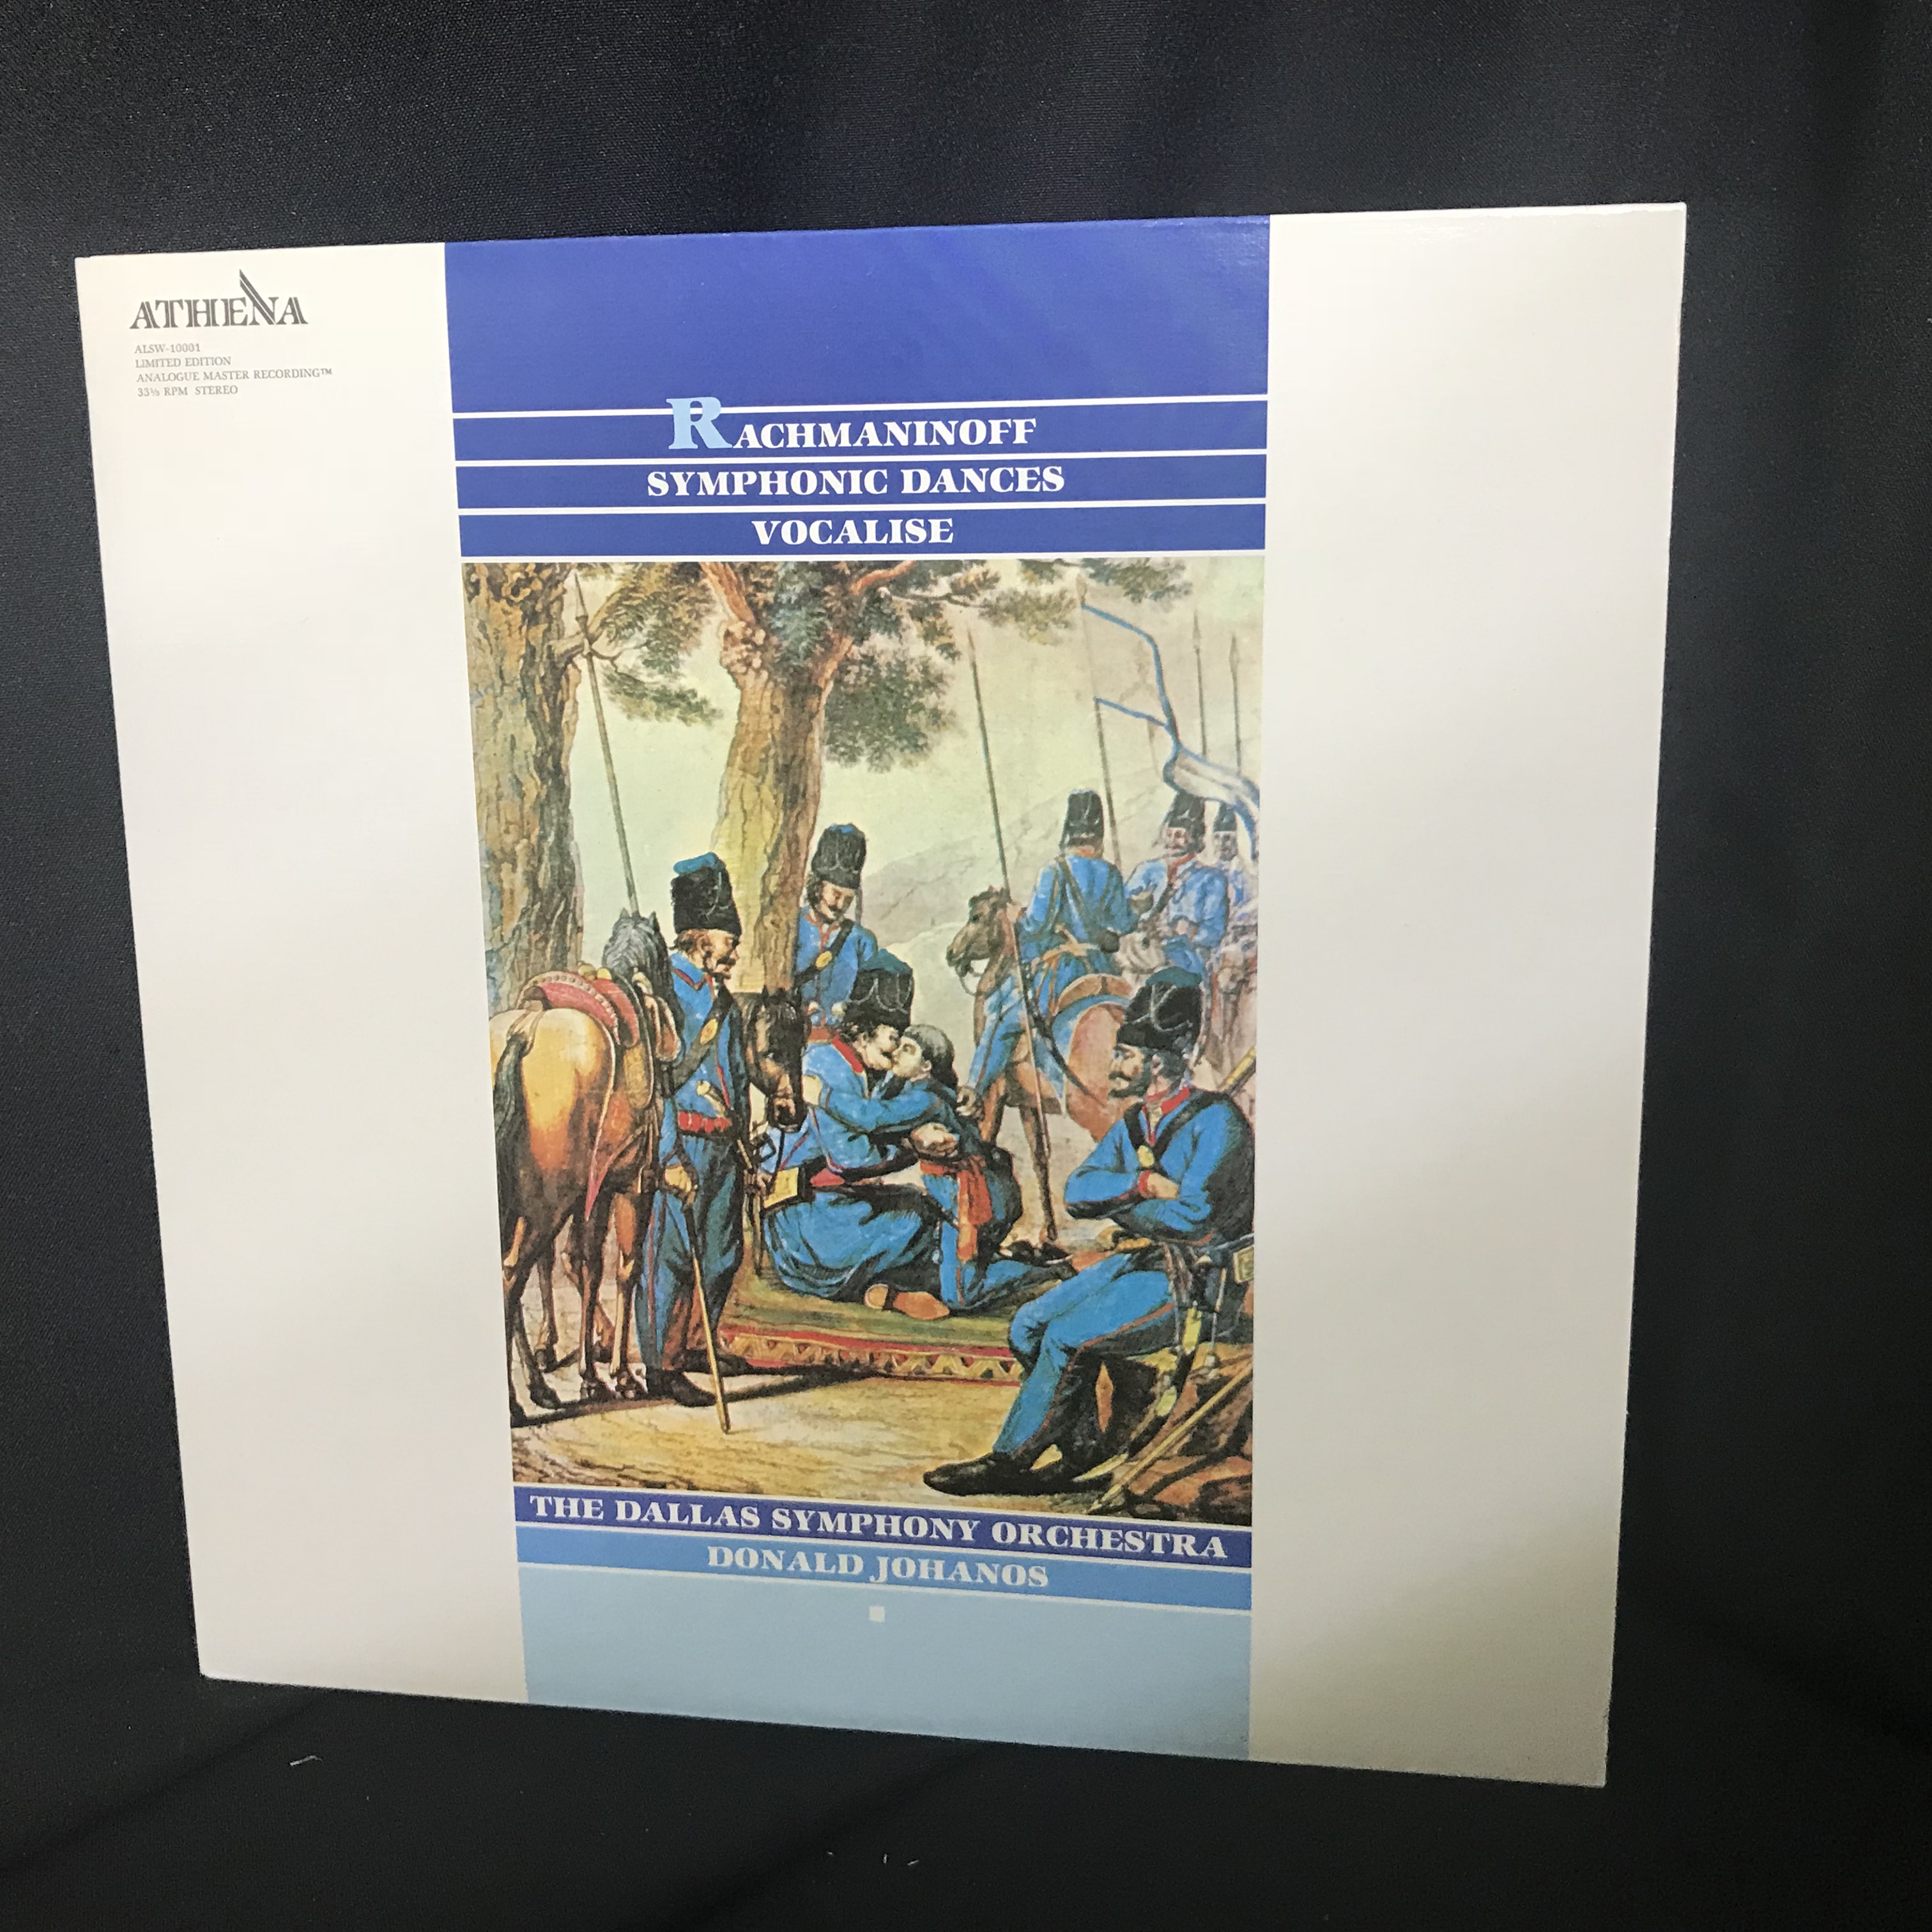 ATHENA
ALSW-10001
LIMITED EDITION
ANALOGUE MASTER RECORDING™
33⅓ RPM STEREO
RACHMANINOFF
SYMPHONIC DANCES
VOCALISE
THE DALLAS SYMPHONY ORCHESTRA
DONALD JOHANOS